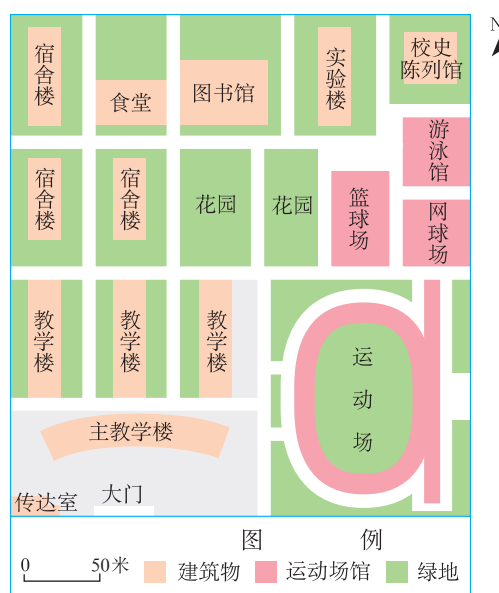 N
宿舍楼
食堂
图书馆
实验楼
校史
陈列馆
游泳馆
宿舍楼
宿舍楼
花园
花园
篮球场
网球场
教学楼
教学楼
教学楼
运动场
主教学楼
传达室
大门
图 例
0 50米
建筑物
运动场馆
绿地